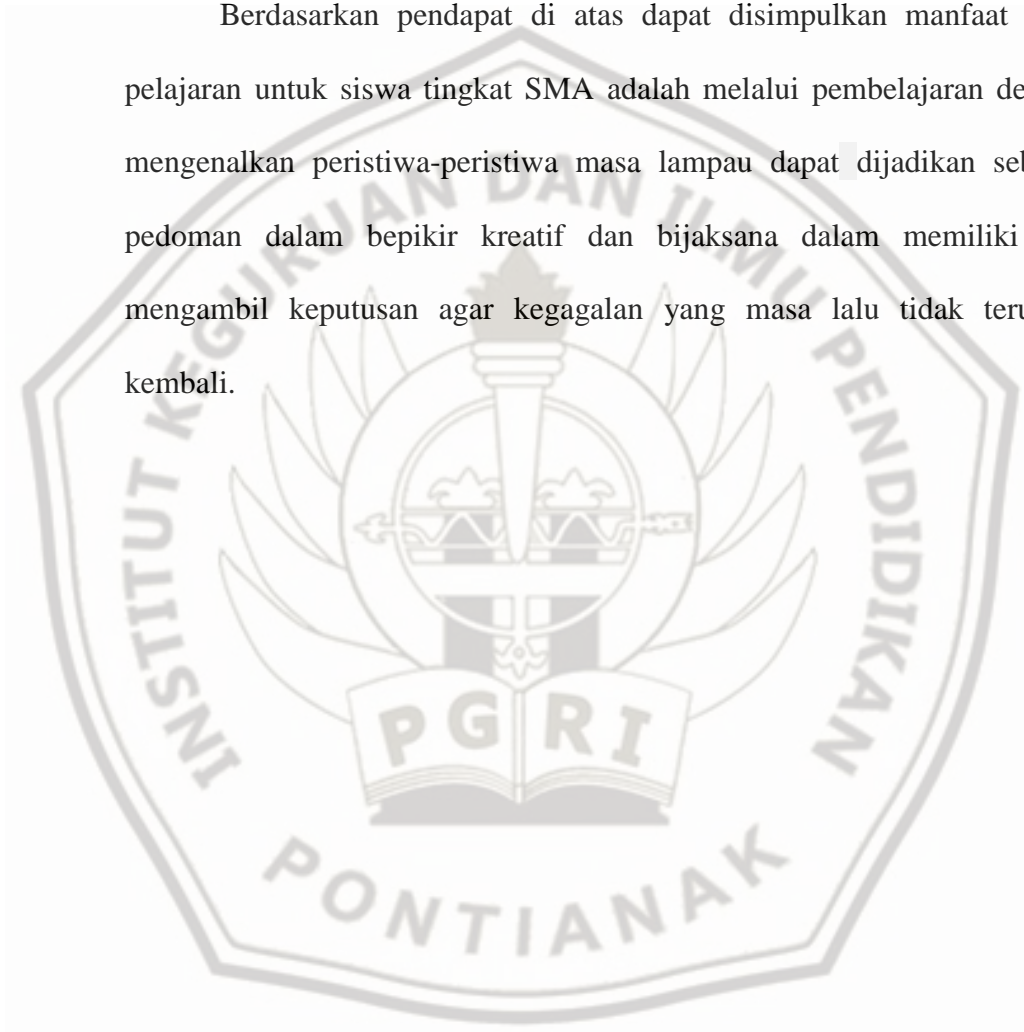 Berdasarkan pendapat di atas dapat disimpulkan manfaat
pelajaran untuk siswa tingkat SMA adalah melalui pembelajaran de
mengenalkan peristiwa-peristiwa masa lampau dapat dijadikan se
pedoman dalam bepikir kreatif dan bijaksana dalam memiliki
mengambil keputusan agar kegagalan yang masa lalu tidak teru
kembali.
INSTITUT KEGURUAN DAN ILMU PENDIDIKAN
PGRI
PONTIANAK